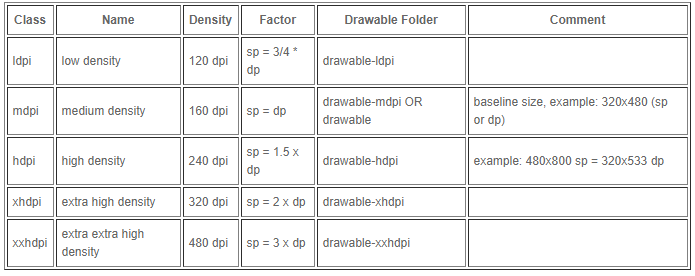 Class Name Density Factor Drawable Folder Comment
ldpi low density 120 dpi sp = 3/4 * dp drawable-ldpi
mdpi medium density 160 dpi sp = dp drawable-mdpi OR drawable baseline size, example: 320x480 (sp or dp)
hdpi high density 240 dpi sp = 1.5 x dp drawable-hdpi example: 480x800 sp = 320x533 dp
xhdpi extra high density 320 dpi sp = 2 x dp drawable-xhdpi
xxhdpi extra extra high density 480 dpi sp = 3 x dp drawable-xxhdpi